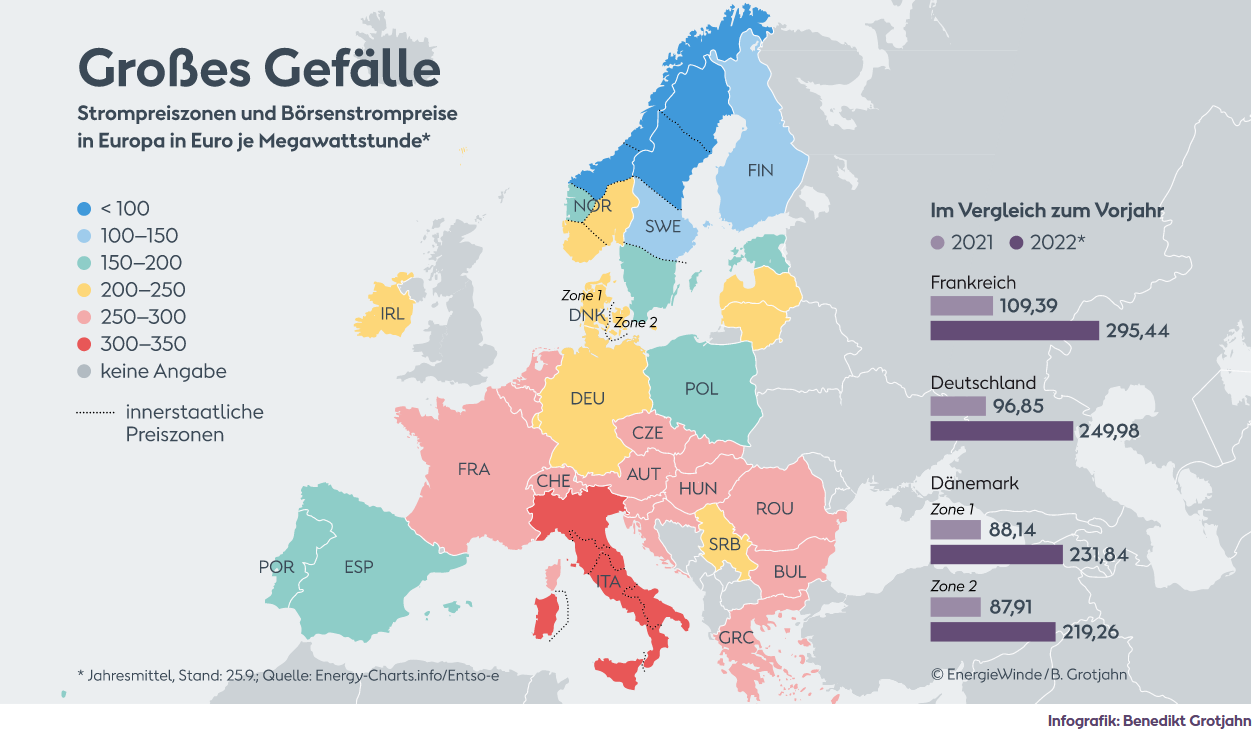 Großes Gefälle
Strompreiszonen und Börsenstrompreise
in Europa in Euro je Megawattstunde*
< 100
100–150
150–200
200–250
250–300
300–350
keine Angabe
innerstaatliche
Preiszonen
FIN
NOR
SWE
Zone 1
DNK
Zone 2
IRL
POL
DEU
CZE
FRA
CHE
AUT
HUN
ROU
SRB
POR
ESP
ITA
BUL
GRC
Im Vergleich zum Vorjahr
2021
2022*
Frankreich
109,39
295,44
Deutschland
96,85
249,98
Dänemark
Zone 1
88,14
231,84
Zone 2
87,91
219,26
* Jahresmittel, Stand: 25.9.; Quelle: Energy-Charts.info/Entso-e
© EnergieWinde/B. Grotjahn
Infografik: Benedikt Grotjahn